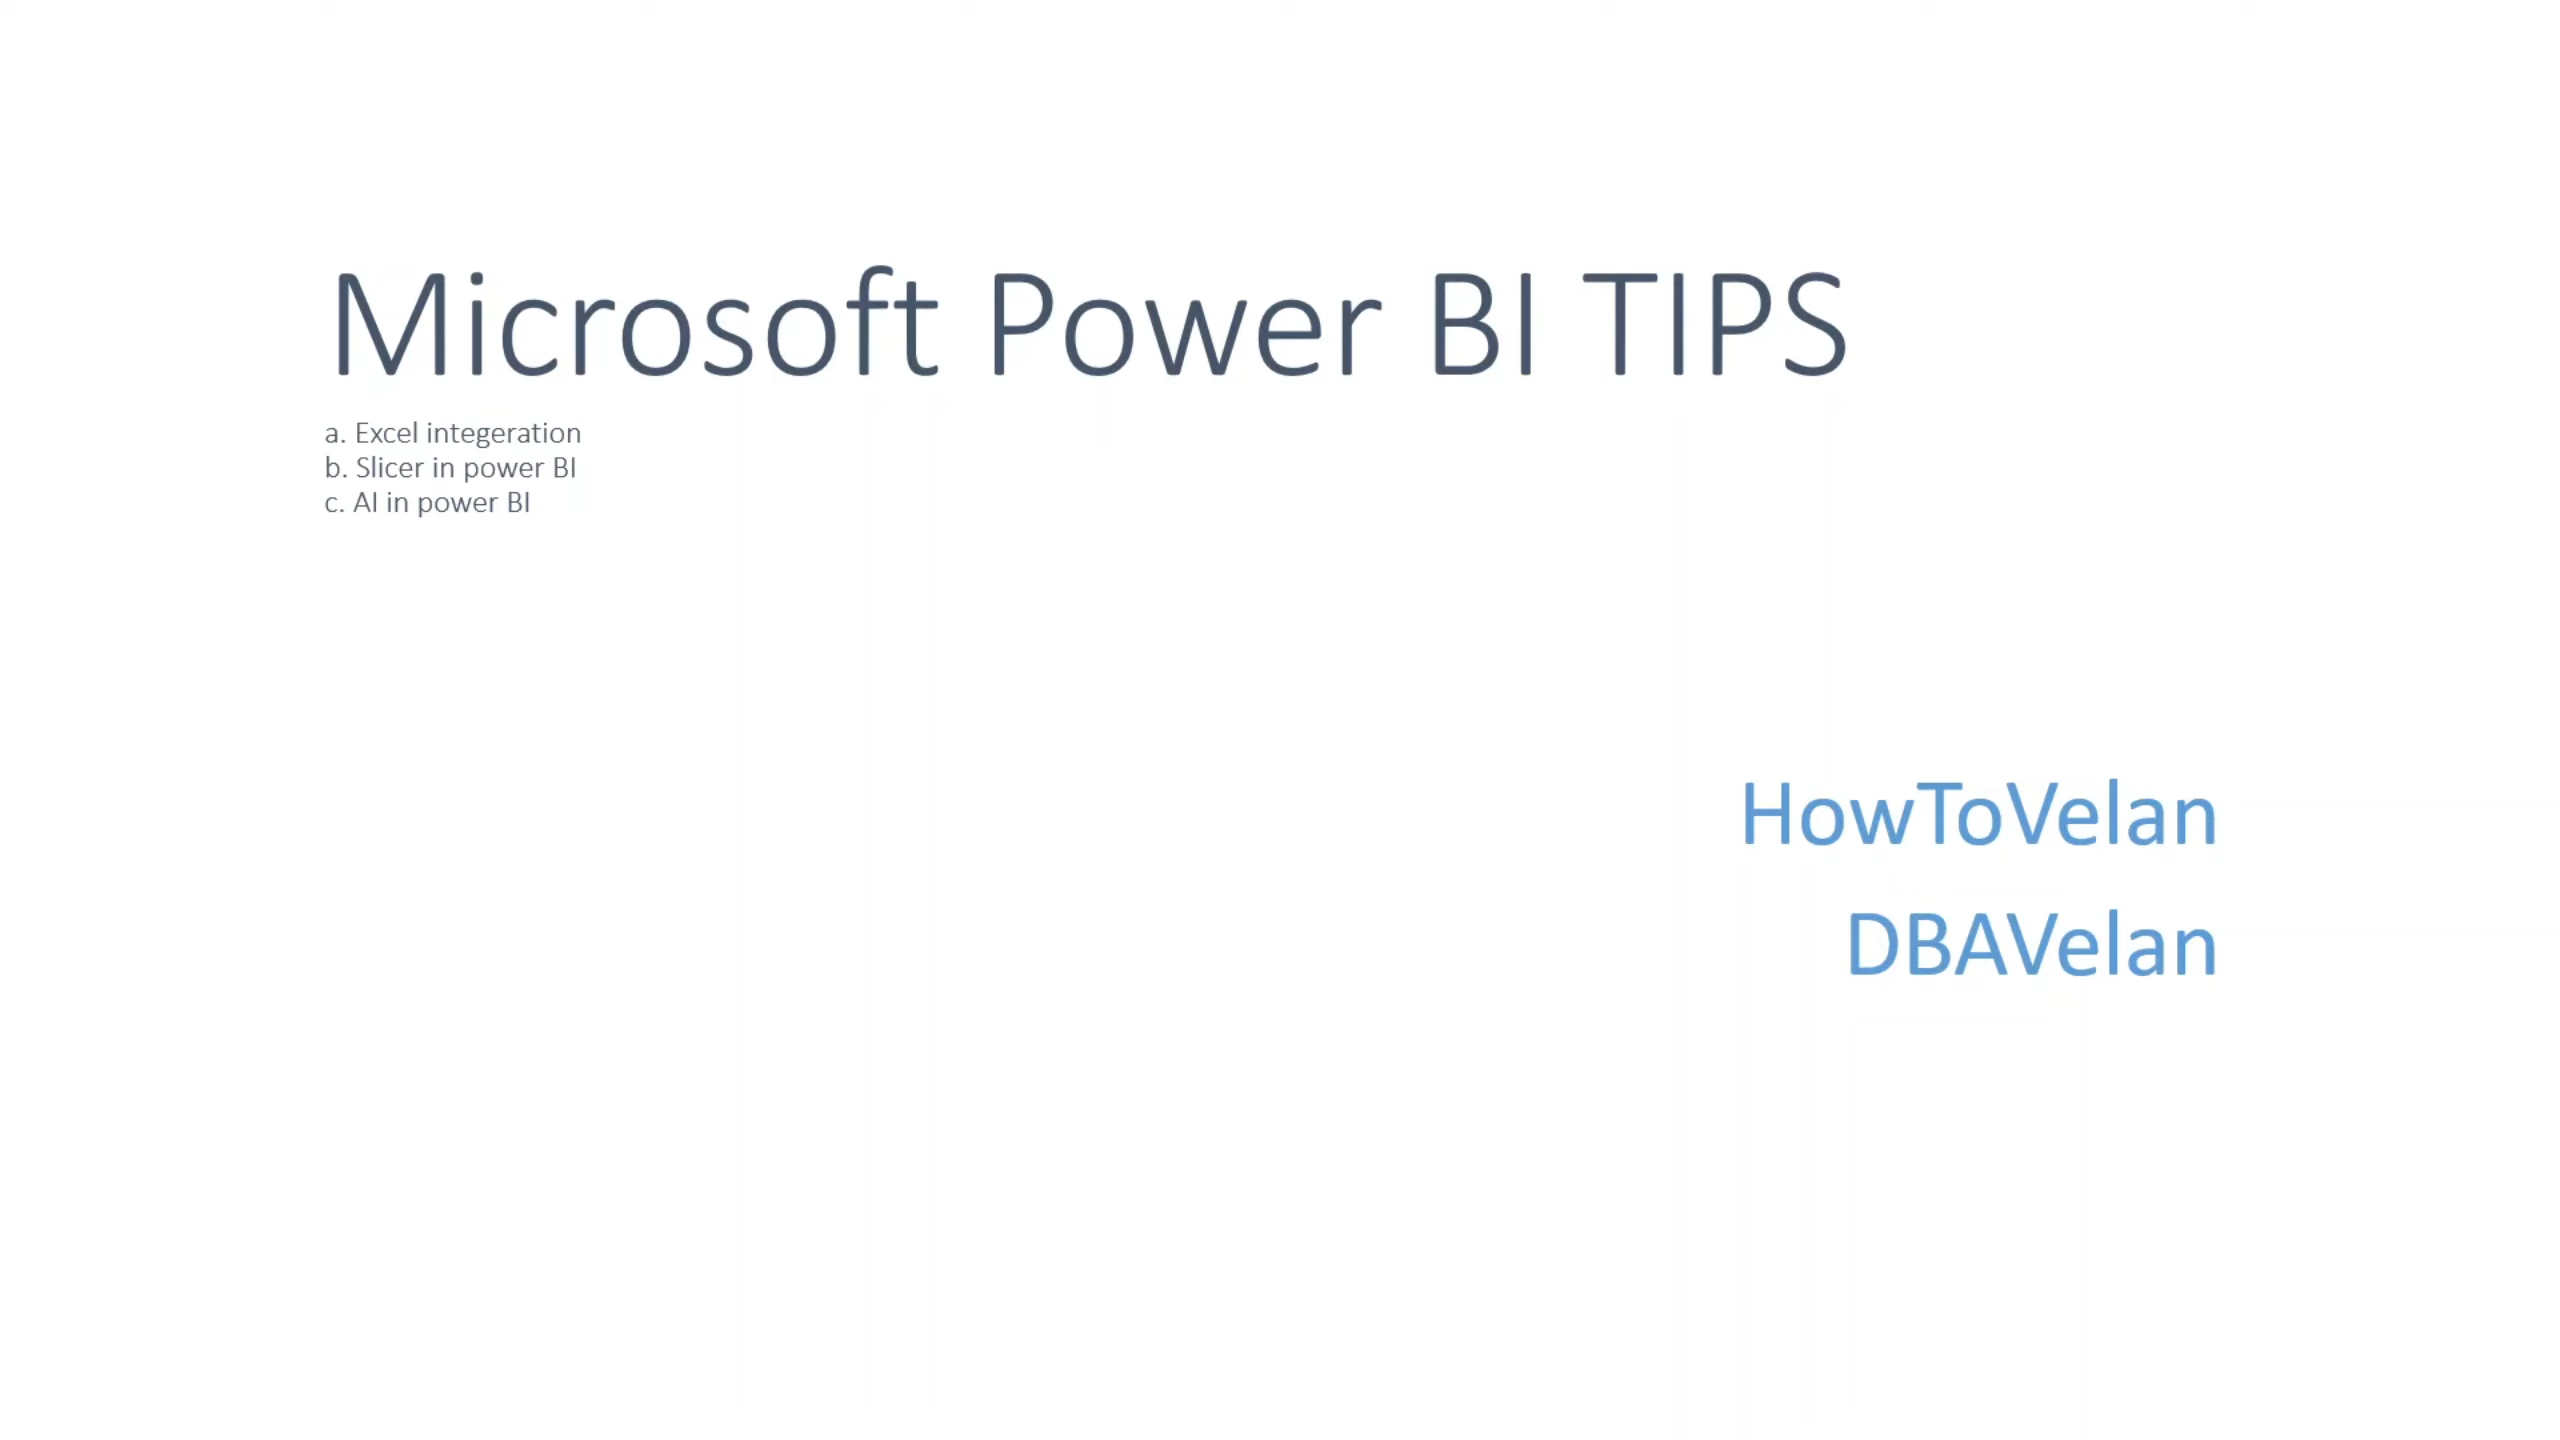 Microsoft Power BI TIPS
a. Excel integeration
b. Slicer in power BI
c. AI in power BI
HowToVelan
DBAVelan